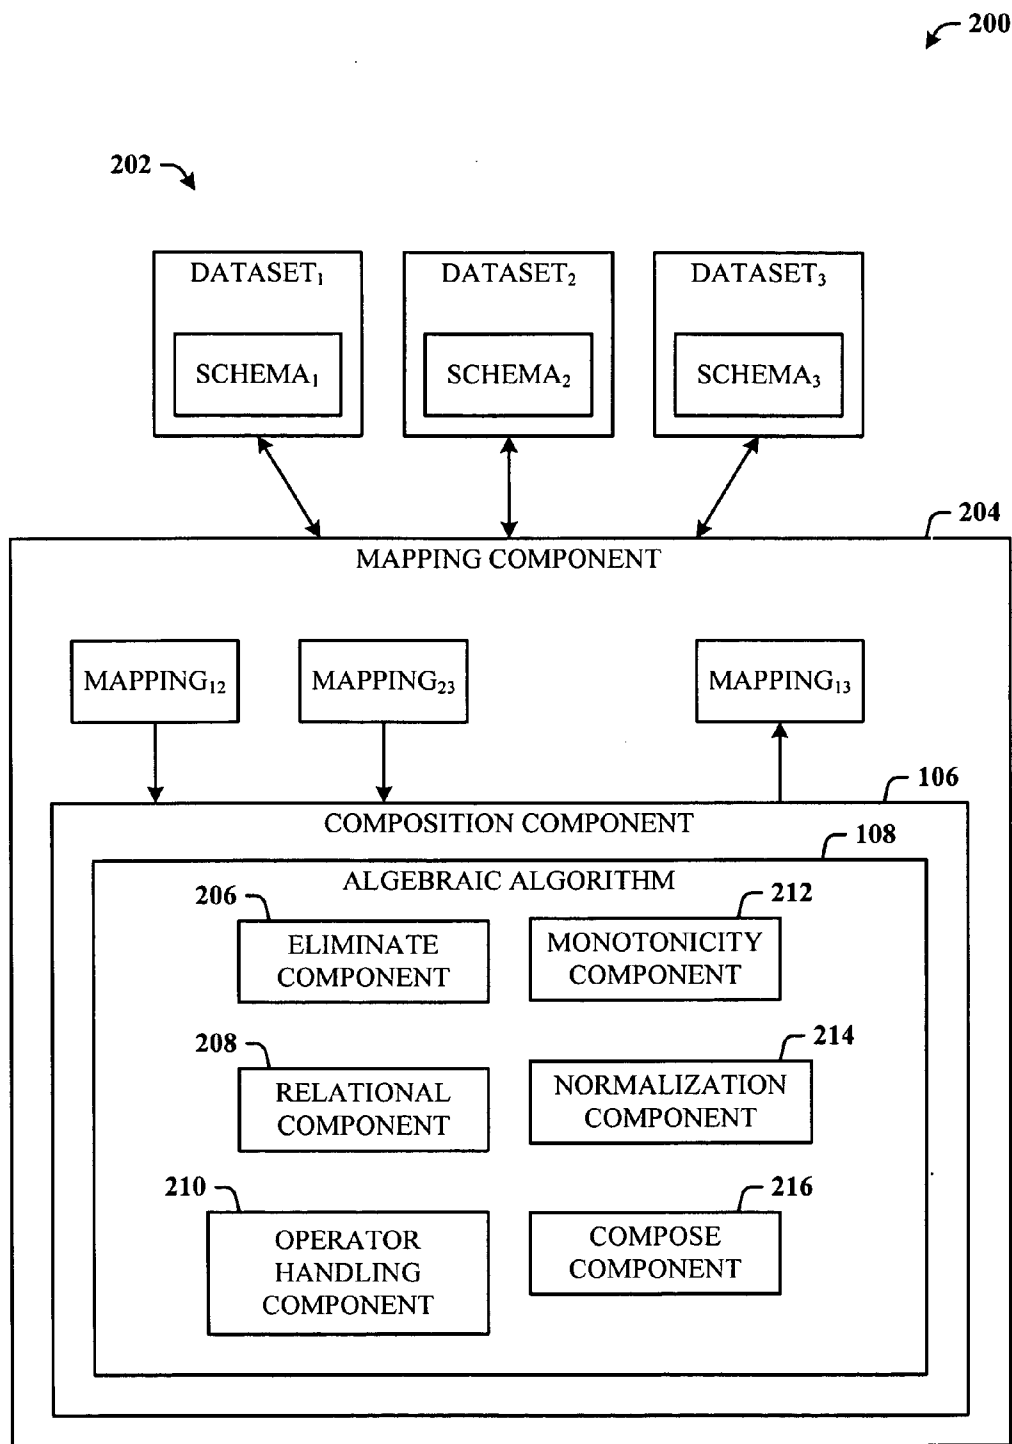 200
202
DATASET₁ DATASET₂ DATASET₃
SCHEMA₁ SCHEMA₂ SCHEMA₃
204
MAPPING COMPONENT
MAPPING₁₂ MAPPING₂₃ MAPPING₁₃
106
COMPOSITION COMPONENT
108
ALGEBRAIC ALGORITHM
206
ELIMINATE
COMPONENT
212
MONOTONICITY
COMPONENT
208
RELATIONAL
COMPONENT
214
NORMALIZATION
COMPONENT
210
OPERATOR
HANDLING
COMPONENT
216
COMPOSE
COMPONENT